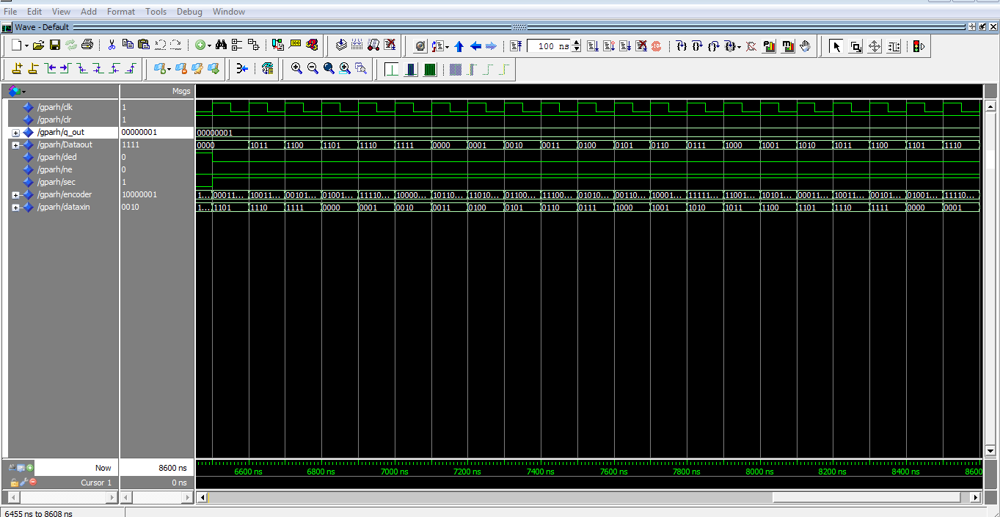 File Edit View Add Format Tools Debug Window
Wave - Default
100 ns
Msgs
/gparh/clk 1
/gparh/clr 1
/gparh/q_out 00000001 00000001
/gparh/Dataout 1111 0000 1011 1100 1101 1110 1111 0000 0001 0010 0011 0100 0101 0110 0111 1000 1001 1010 1011 1100 1101 1110
/gparh/ded 0
/gparh/ne 0
/gparh/sec 1
/gparh/encoder 10000001 1... 00011... 10011... 00101... 01001... 11110... 10000... 10110... 11010... 01100... 11100... 01010... 00110... 10001... 11111... 11001... 10101... 00011... 10011... 00101... 01001... 11110...
/gparh/dataxin 0010 1... 1101 1110 1111 0000 0001 0010 0011 0100 0101 0110 0111 1000 1001 1010 1011 1100 1101 1110 1111 0000 0001
Now 8600 ns 6600 ns 6800 ns 7000 ns 7200 ns 7400 ns 7600 ns 7800 ns 8000 ns 8200 ns 8400 ns 8600
Cursor 1 0 ns
6455 ns to 8608 ns